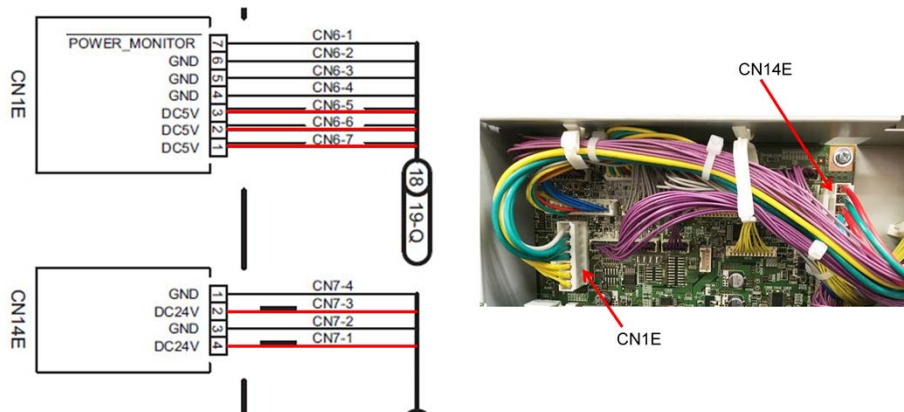 CN1E
POWER_MONITOR 7 CN6-1
GND 6 CN6-2
GND 5 CN6-3
GND 4 CN6-4
DC5V 3 CN6-5
DC5V 2 CN6-6
DC5V 1 CN6-7
18 19-Q
CN14E
GND 1 CN7-4
DC24V 2 CN7-3
GND 3 CN7-2
DC24V 4 CN7-1
CN14E
CN1E